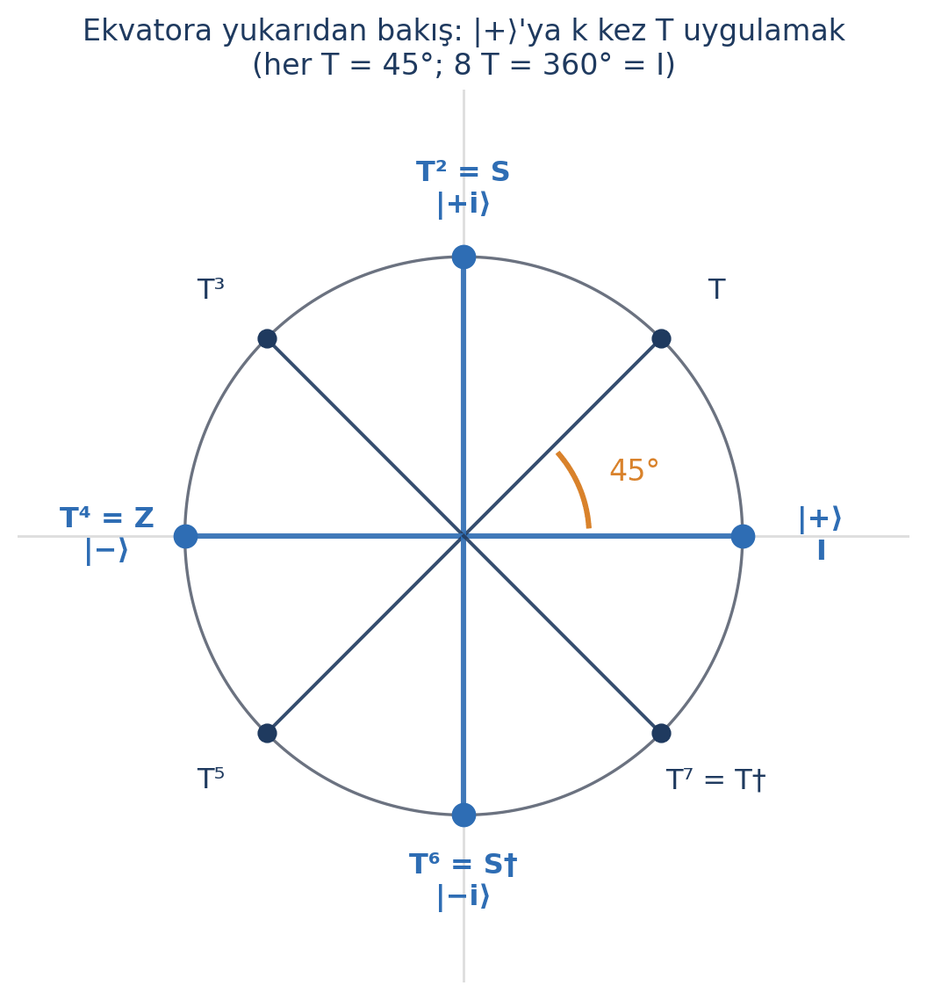 Ekvatora yukarıdan bakış: |+⟩'ya k kez T uygulamak
(her T = 45°; 8 T = 360° = I)
T² = S
|+i⟩
T³
T
45°
T⁴ = Z
|−⟩
|+⟩
I
T⁵
T⁷ = T†
T⁶ = S†
|−i⟩